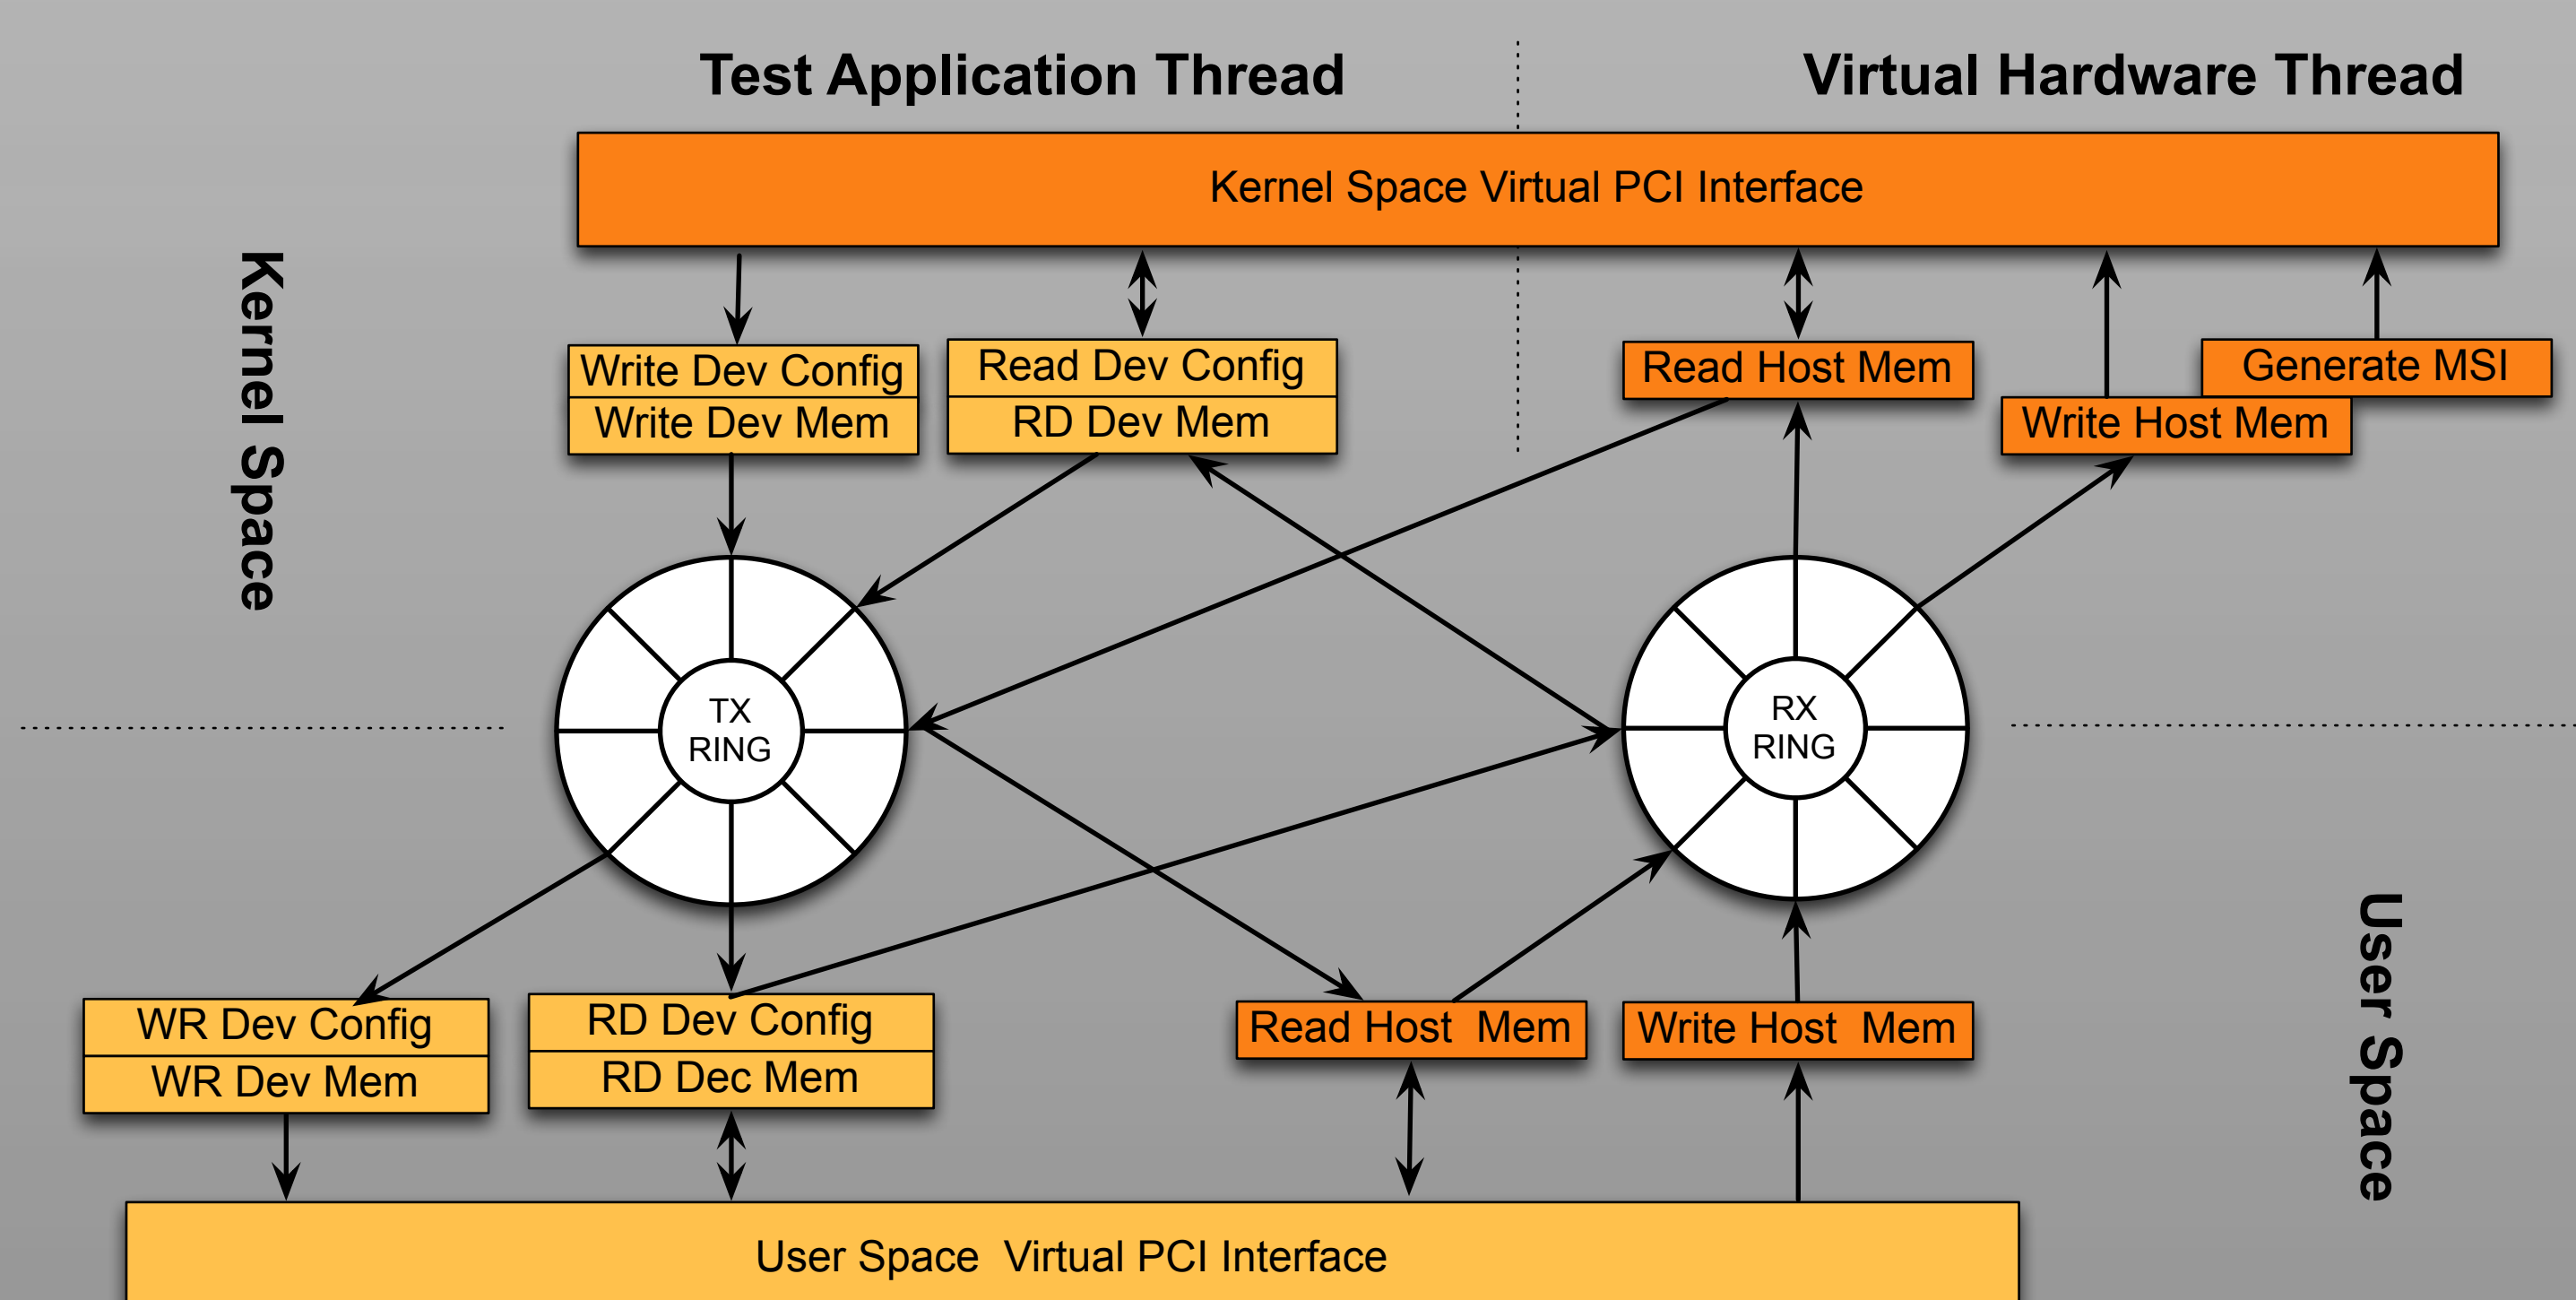 Test Application Thread
Virtual Hardware Thread
Kernel Space Virtual PCI Interface
Kernel Space
Write Dev Config
Write Dev Mem
Read Dev Config
RD Dev Mem
Read Host Mem
Generate MSI
Write Host Mem
TX
RING
RX
RING
User Space
WR Dev Config
WR Dev Mem
RD Dev Config
RD Dec Mem
Read Host  Mem
Write Host  Mem
User Space  Virtual PCI Interface